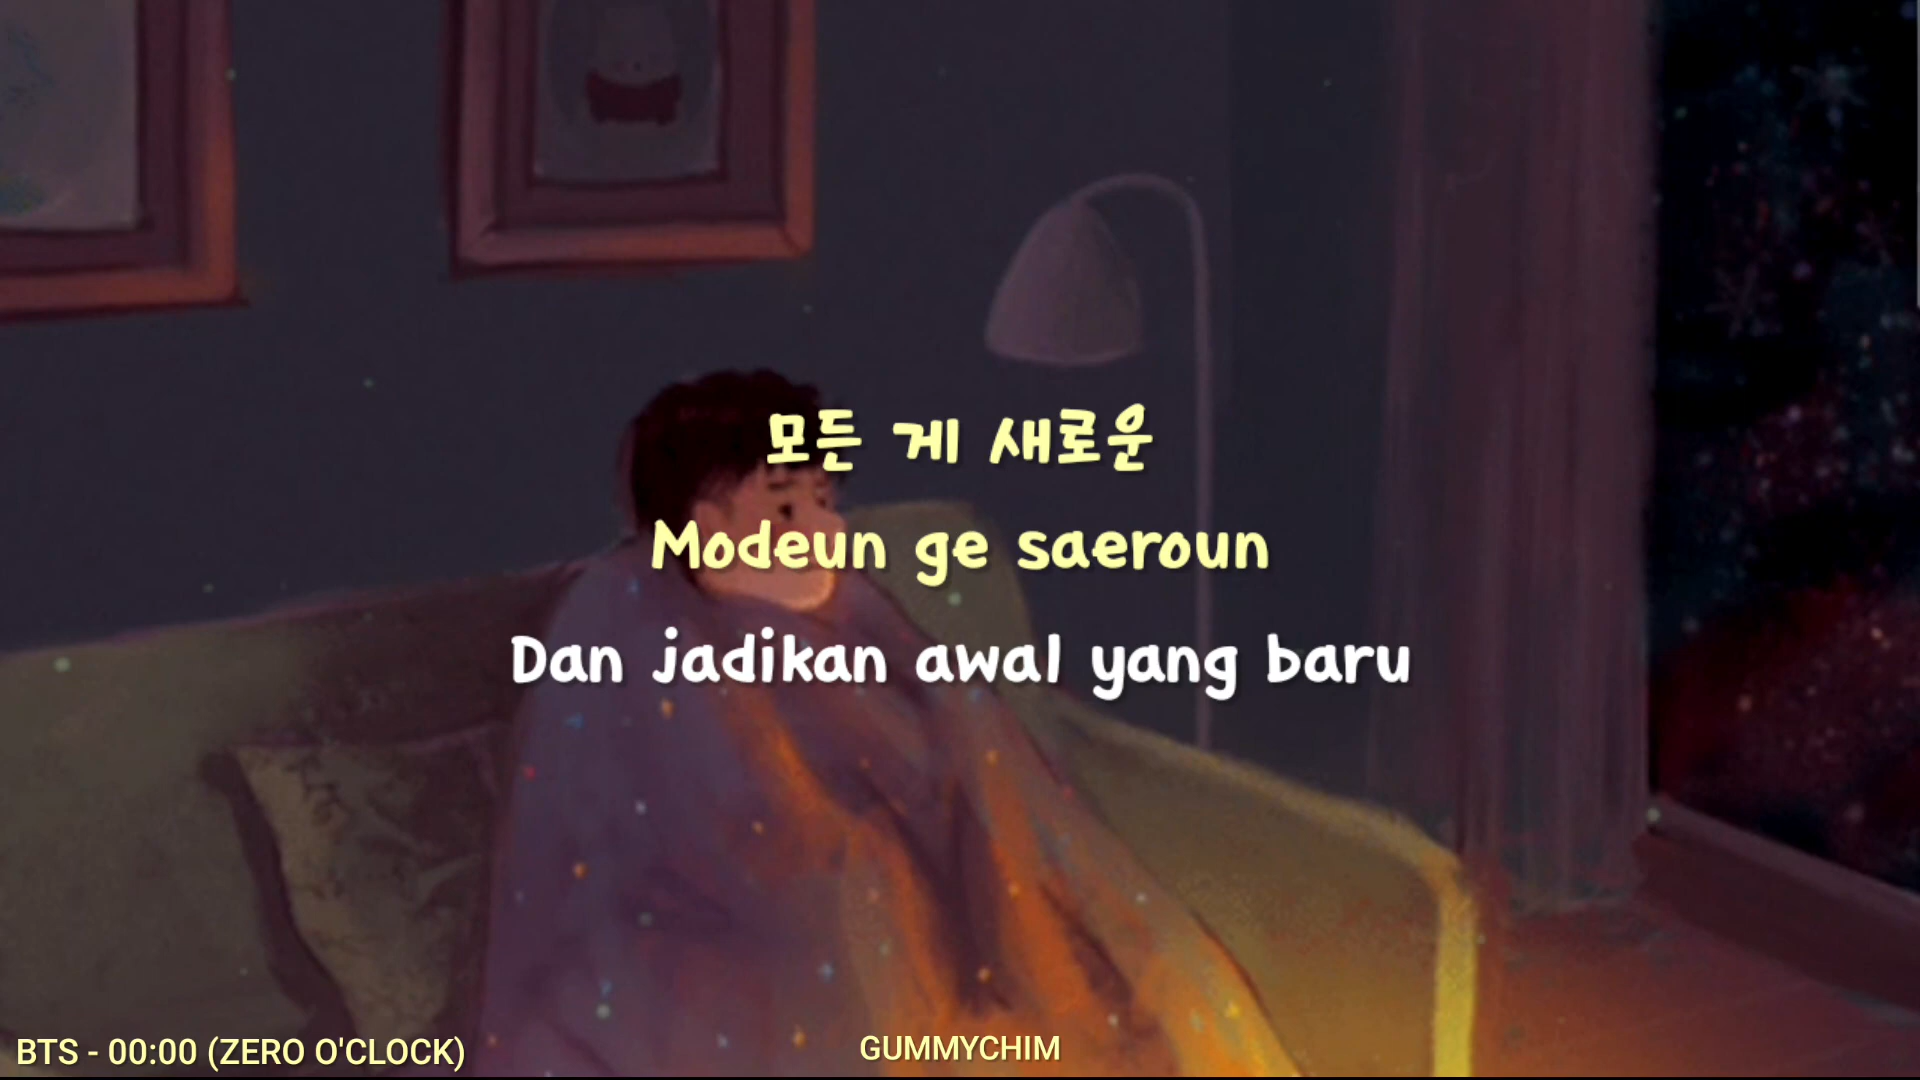 모든 게 새로운
Modeun ge saeroun
Dan jadikan awal yang baru
BTS - 00:00 (ZERO O'CLOCK)
GUMMYCHIM